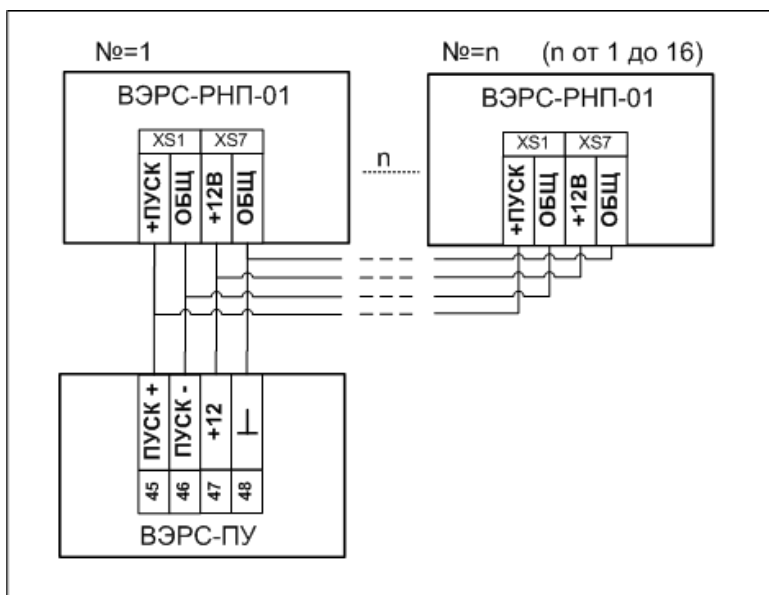 №=1
№=n (n от 1 до 16)
ВЭРС-РНП-01
XS1 XS7
+ПУСК ОБЩ +12В ОБЩ
n
ВЭРС-РНП-01
XS1 XS7
+ПУСК ОБЩ +12В ОБЩ
ПУСК + ПУСК - +12
45 46 47 48
ВЭРС-ПУ